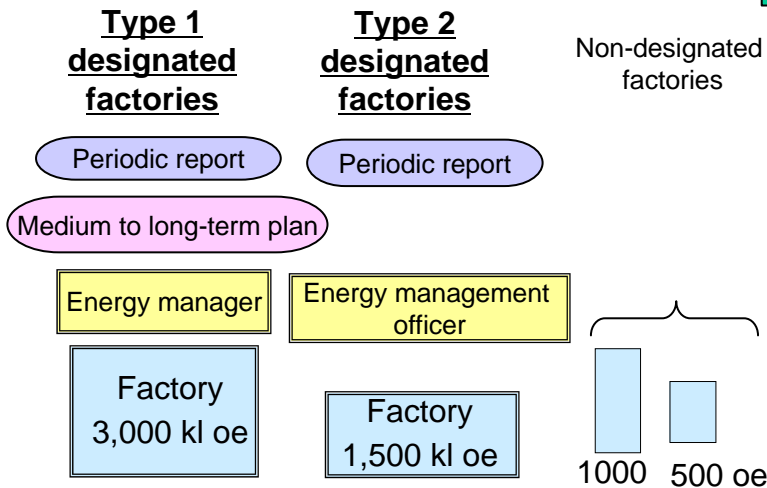 Type 1
designated
factories
Type 2
designated
factories
Non-designated
factories
Periodic report
Periodic report
Medium to long-term plan
Energy manager
Energy management
officer
Factory
3,000 kl oe
Factory
1,500 kl oe
1000
500 oe